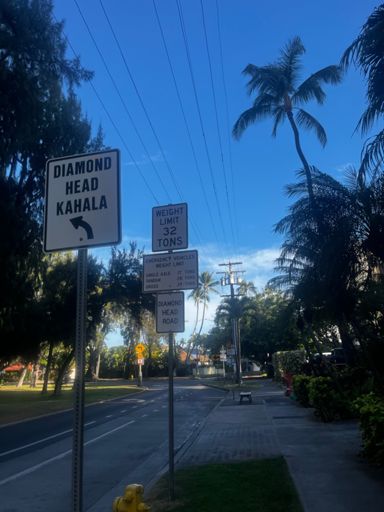 DIAMOND
HEAD
KAHALA
WEIGHT
LIMIT
32
TONS
EMERGENCY VEHICLES
WEIGHT LIMIT
DIAMOND
HEAD
ROAD